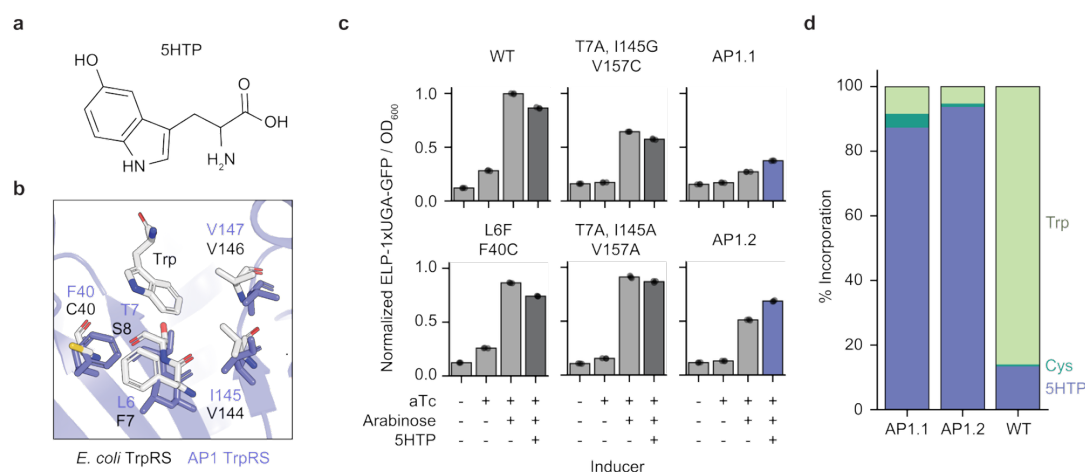 a
5HTP
HO
O
OH
HN
H₂N
b
V147
V146
Trp
F40
C40
T7
S8
L6
F7
I145
V144
E. coli TrpRS AP1 TrpRS
c
Normalized ELP-1xUGA-GFP / OD₆₀₀
WT
T7A, I145G
V157C
AP1.1
1.0
0.5
0.0
L6F
F40C
T7A, I145A
V157A
AP1.2
1.0
0.5
0.0
aTc - + + + - + + + - + + +
Arabinose - - + + - - + + - - + +
5HTP - - - + - - - + - - - +
Inducer
d
% Incorporation
100
80
60
40
20
0
Trp
Cys
5HTP
AP1.1 AP1.2 WT